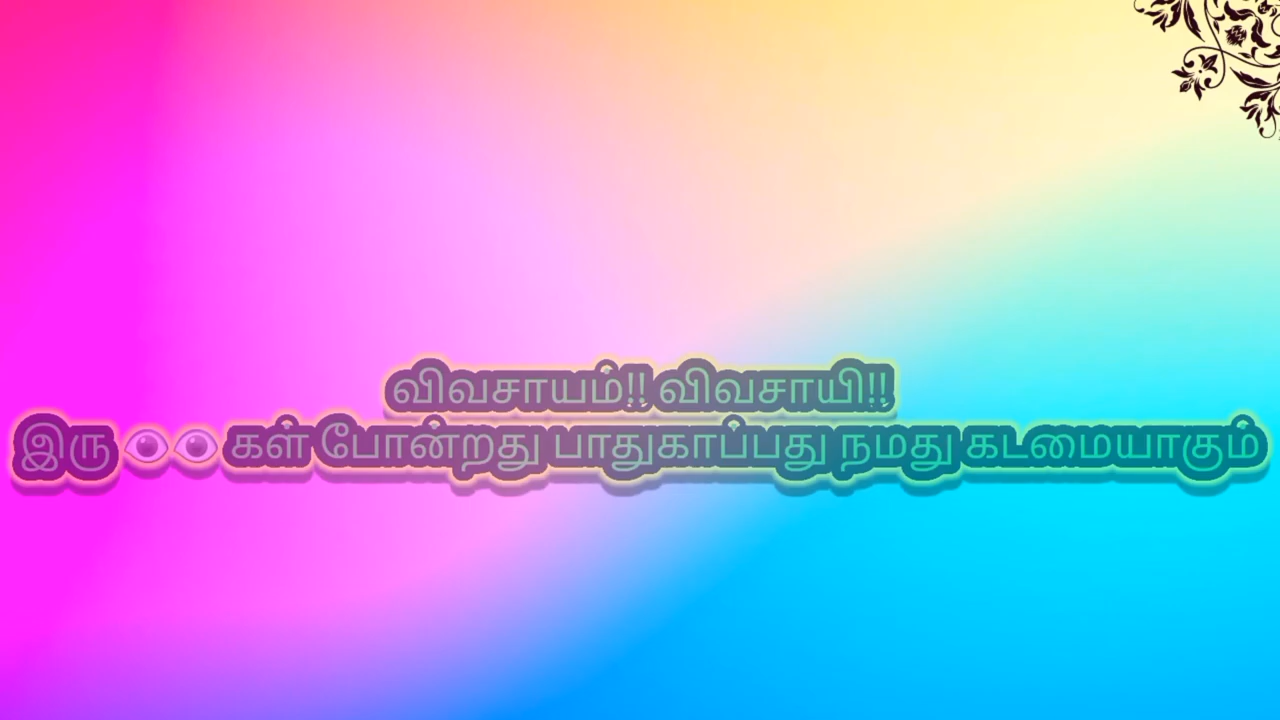 விவசாயம்!! விவசாயி!!
இரு 👁👁 கள் போன்றது பாதுகாப்பது நமது கடமையாகும்